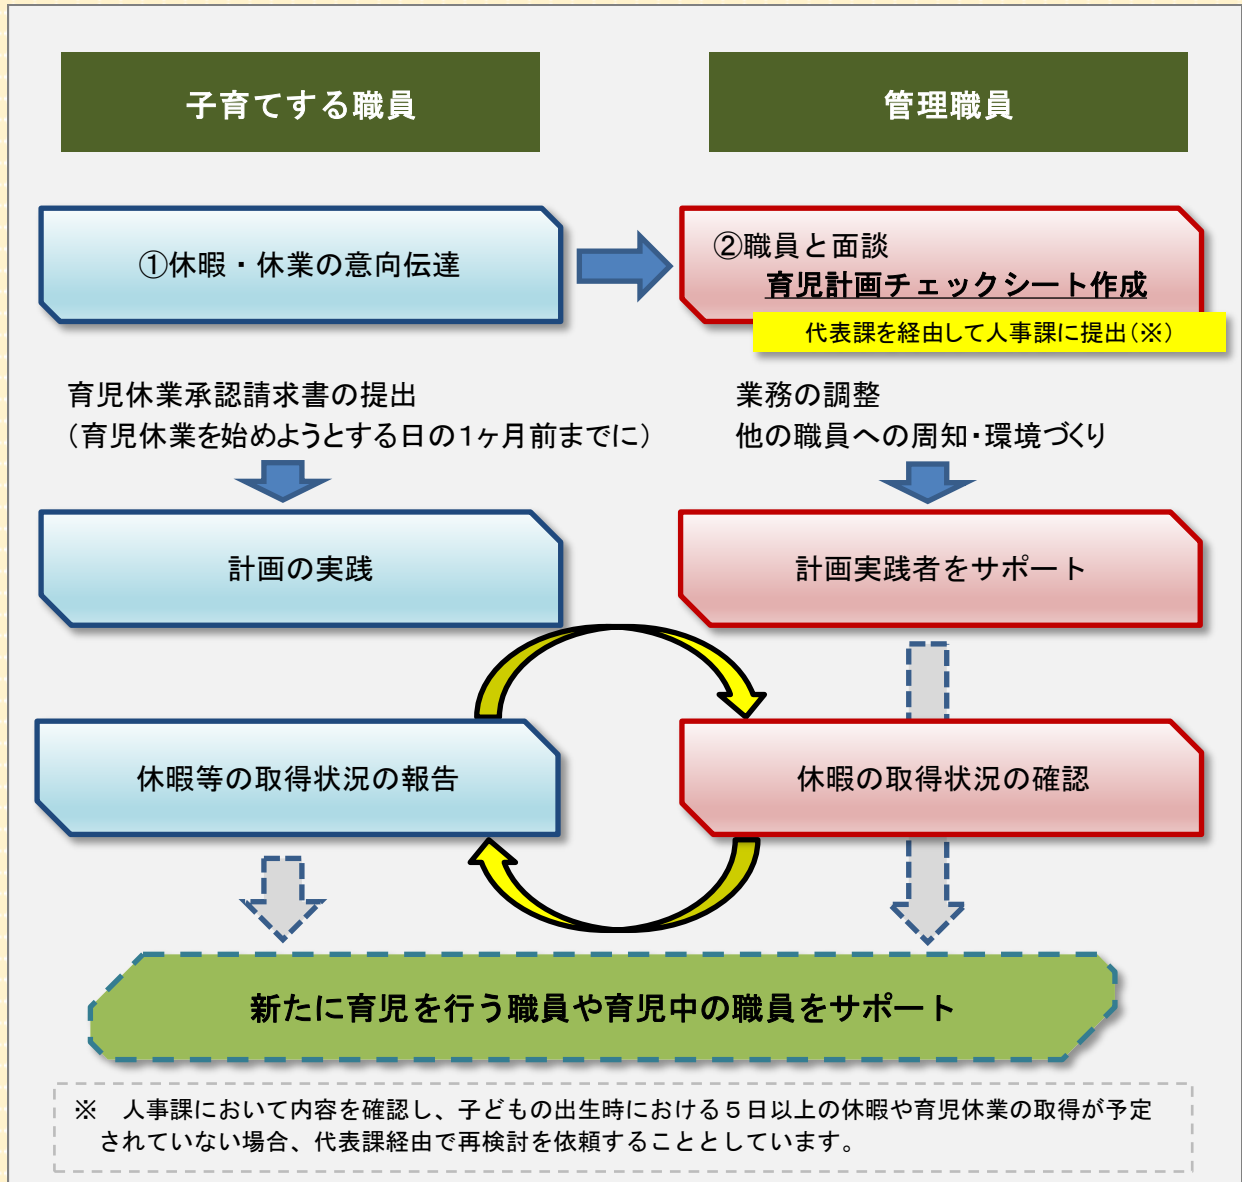 子育てする職員
管理職員
①休暇・休業の意向伝達
②職員と面談
育児計画チェックシート作成
代表課を経由して人事課に提出(※)
育児休業承認請求書の提出
(育児休業を始めようとする日の1ヶ月前までに)
業務の調整
他の職員への周知・環境づくり
計画の実践
計画実践者をサポート
休暇等の取得状況の報告
休暇の取得状況の確認
新たに育児を行う職員や育児中の職員をサポート
※ 人事課において内容を確認し、子どもの出生時における5日以上の休暇や育児休業の取得が予定
されていない場合、代表課経由で再検討を依頼することとしています。